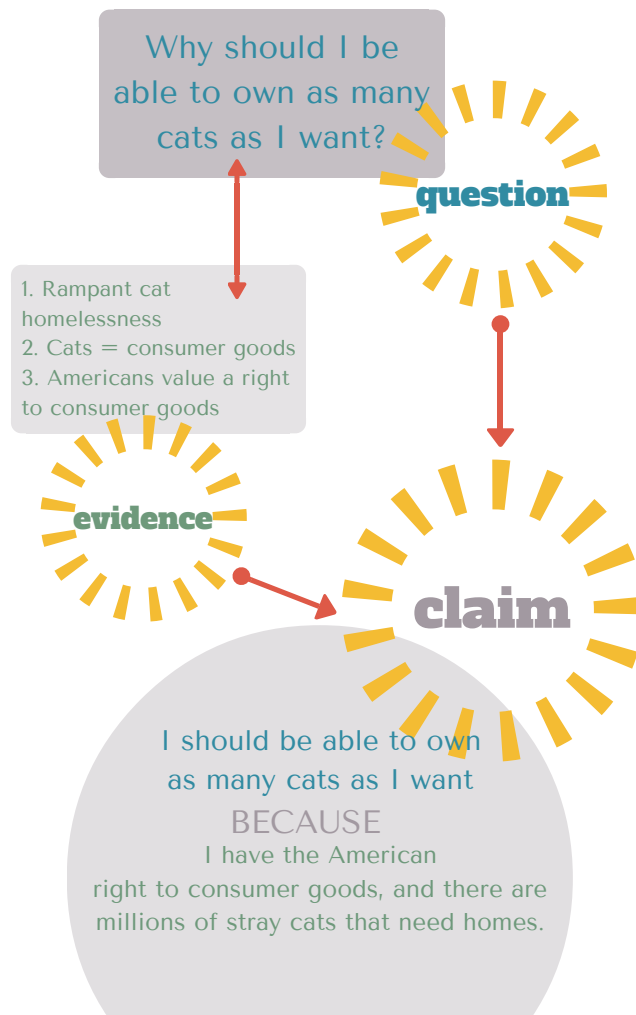 Why should I be
able to own as many
cats as I want?
question
1. Rampant cat
homelessness
2. Cats = consumer goods
3. Americans value a right
to consumer goods
evidence
claim
I should be able to own
as many cats as I want
BECAUSE
I have the American
right to consumer goods, and there are
millions of stray cats that need homes.